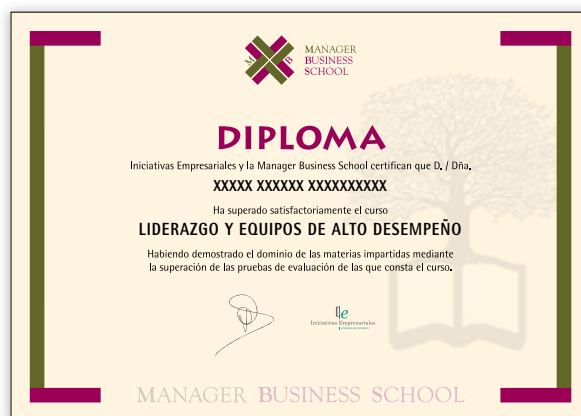 M B
MANAGER
BUSINESS
SCHOOL
DIPLOMA
Iniciativas Empresariales y la Manager Business School certifican que D. / Dña.
XXXXX XXXXXX XXXXXXXXXX
Ha superado satisfactoriamente el curso
LIDERAZGO Y EQUIPOS DE ALTO DESEMPEÑO
Habiendo demostrado el dominio de las materias impartidas mediante
la superación de las pruebas de evaluación de las que consta el curso.
Iniciativas Empresariales
MANAGER BUSINESS SCHOOL